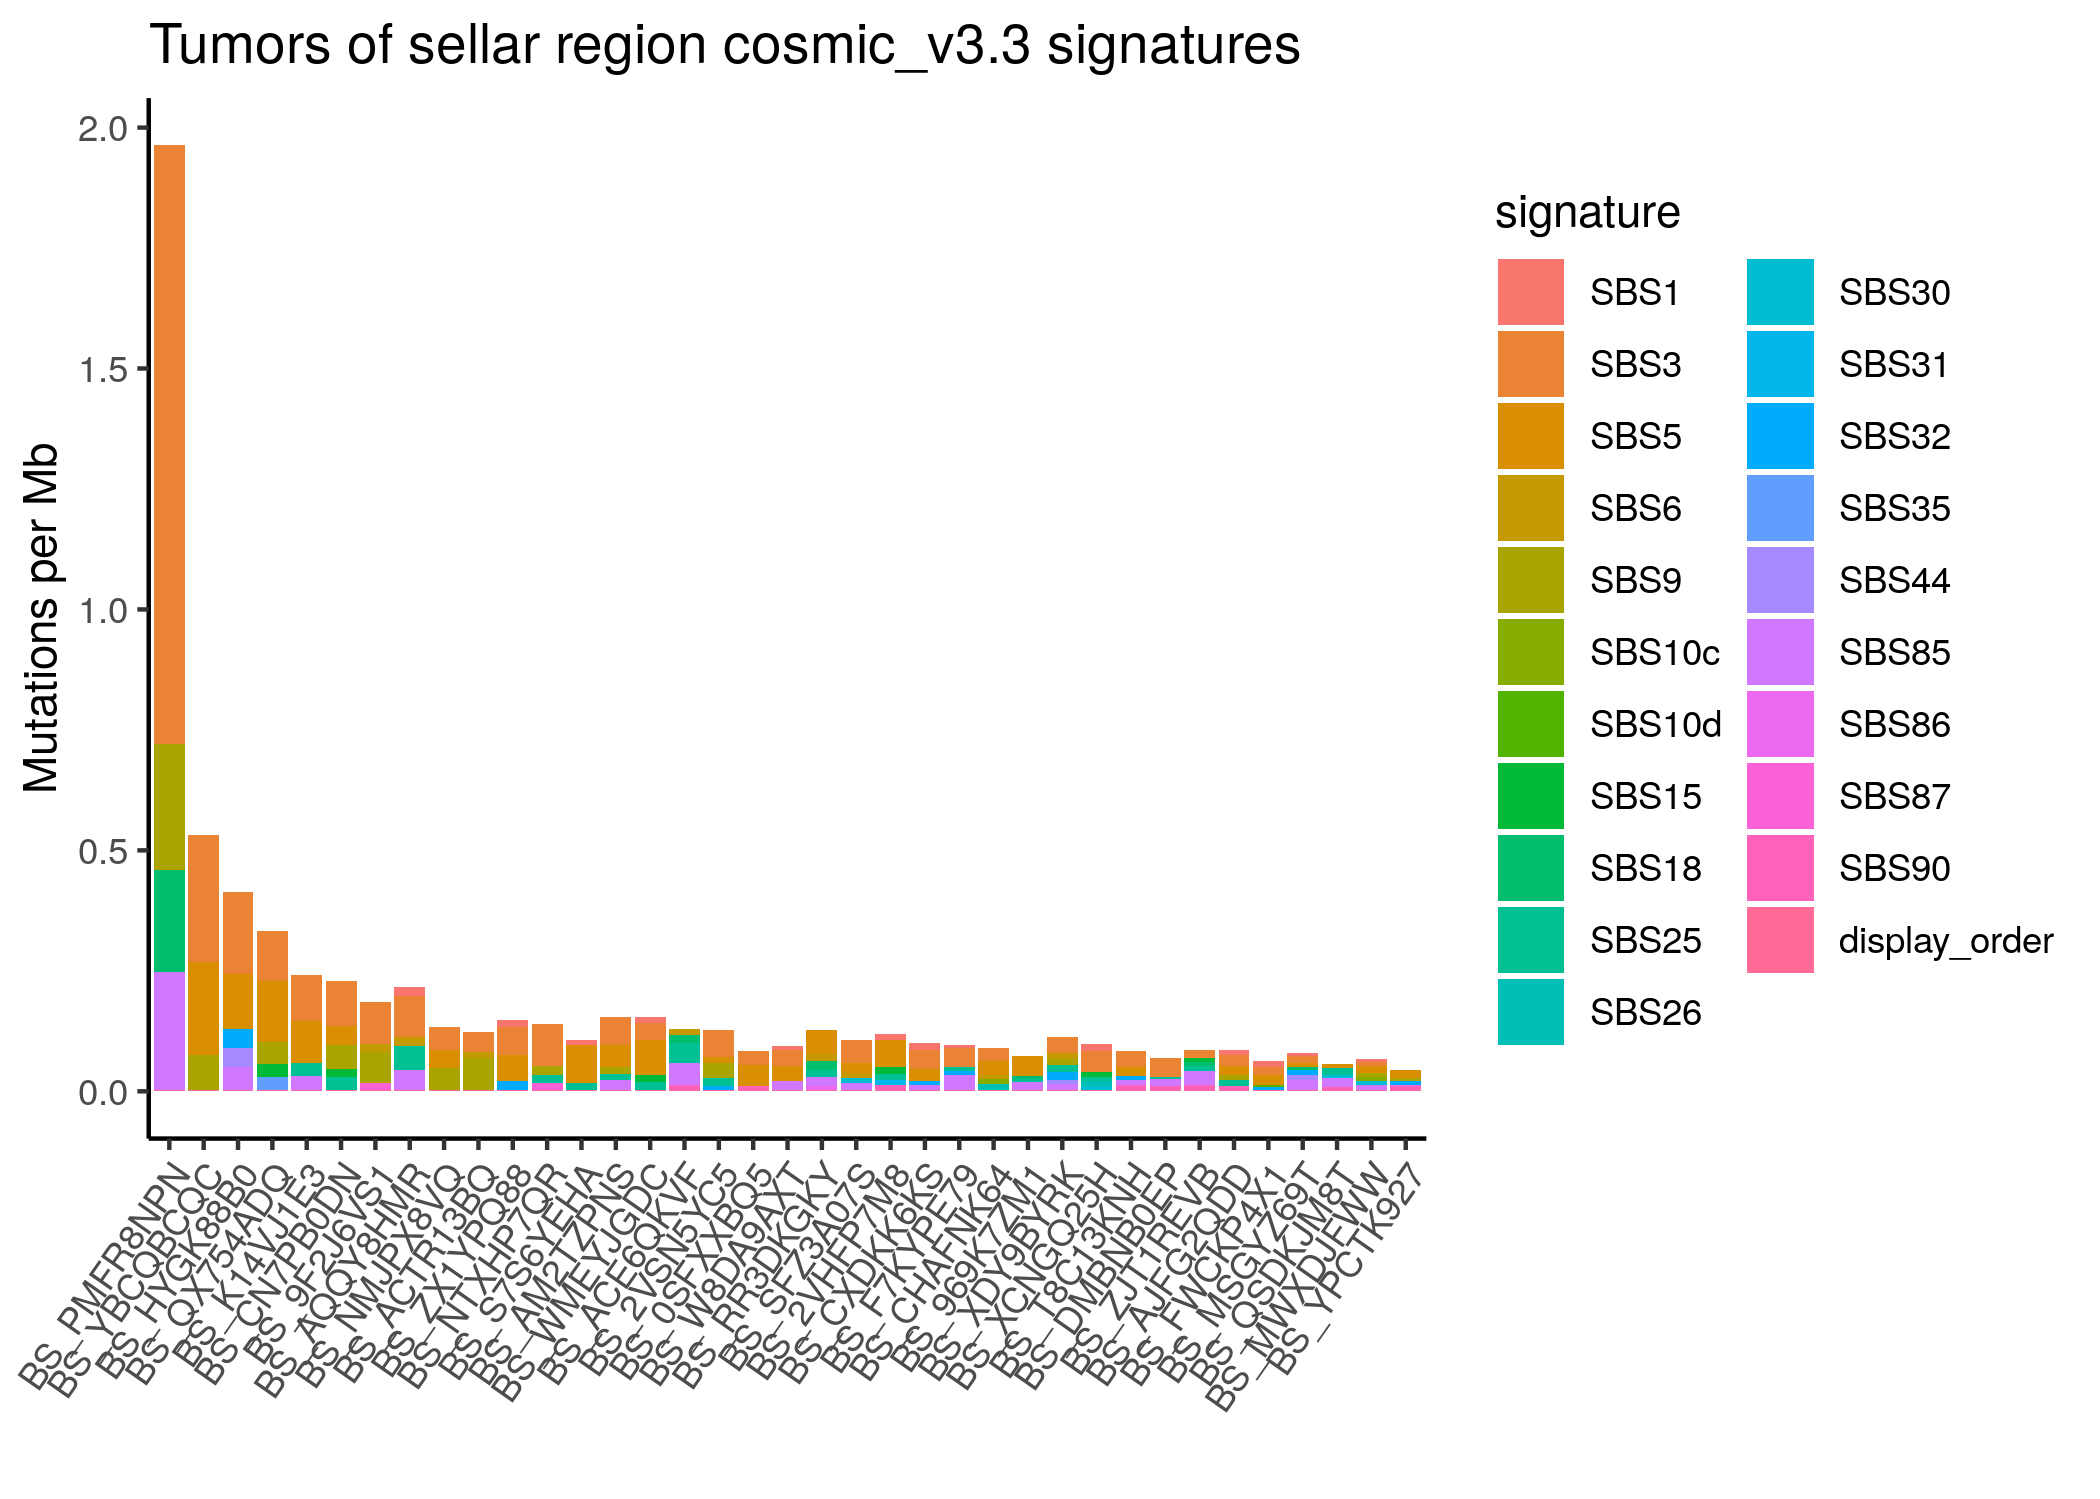 Tumors of sellar region cosmic_v3.3 signatures
Mutations per Mb
2.0
1.5
1.0
0.5
0.0
BS_PMFR8NPN
BS_YBCQBCQC
BS_HYGK88B0
BS_QX754ADQ
BS_K14VJ1E3
BS_CN7PB0DN
BS_9F2J6VS1
BS_AQQY8HMR
BS_NMJPX8VQ
BS_ACTR13BQ
BS_ZX1YPQ88
BS_NTXHP7QR
BS_S7S6YEHA
BS_AM2TZPNS
BS_WMEYJGDC
BS_ACE6QKVF
BS_2VSN5YC5
BS_0SFXXBQ5
BS_W8DA9AXT
BS_RR3DKGKY
BS_SFZ3A07S
BS_2VHFP7M8
BS_CXDKK6KS
BS_F7KYPE79
BS_CHAFNK64
BS_969K7ZM1
BS_XDY9BYRK
BS_XCNGQ25H
BS_T8C13KNH
BS_DMBNB0EP
BS_ZJT1REVB
BS_AJFG2QDD
BS_FWCKP4X1
BS_MSGYZ69T
BS_QSDKJM8T
BS_MWXDJFWW
BS_YPCTK927
signature
SBS1
SBS3
SBS5
SBS6
SBS9
SBS10c
SBS10d
SBS15
SBS18
SBS25
SBS26
SBS30
SBS31
SBS32
SBS35
SBS44
SBS85
SBS86
SBS87
SBS90
display_order